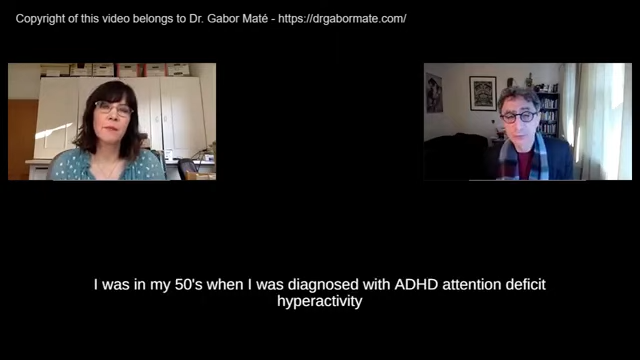 Copyright of this video belongs to Dr. Gabor Maté - https://drgabormate.com/
I was in my 50's when I was diagnosed with ADHD attention deficit
hyperactivity